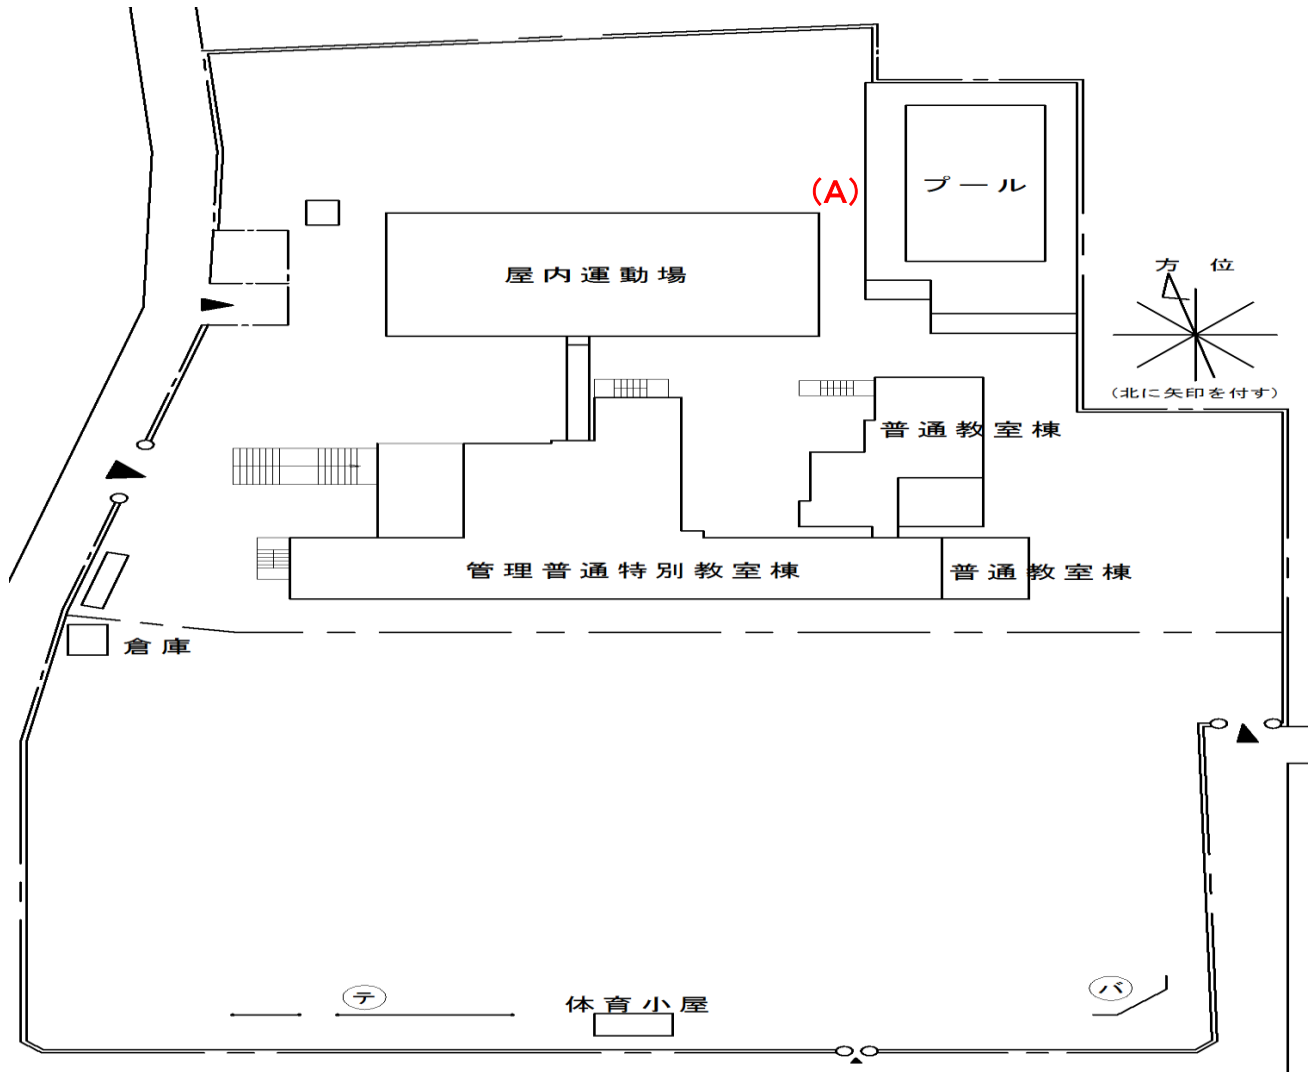 プール
(A)
屋内運動場
方位
(北に矢印を付す)
普通教室棟
管理普通特別教室棟
普通教室棟
倉庫
テ
バ
体育小屋